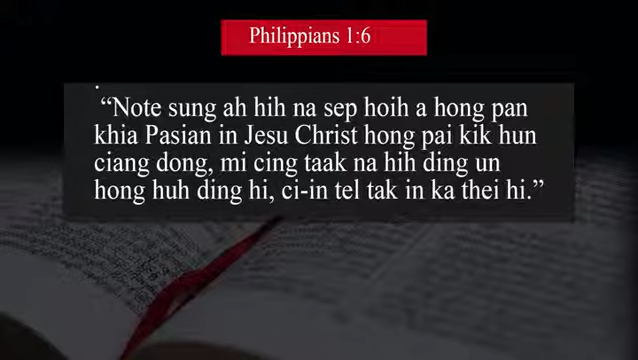 Philippians 1:6
.
“Note sung ah hih na sep hoih a hong pan
khia Pasian in Jesu Christ hong pai kik hun
ciang dong, mi cing taak na hih ding un
hong huh ding hi, ci-in tel tak in ka thei hi.”